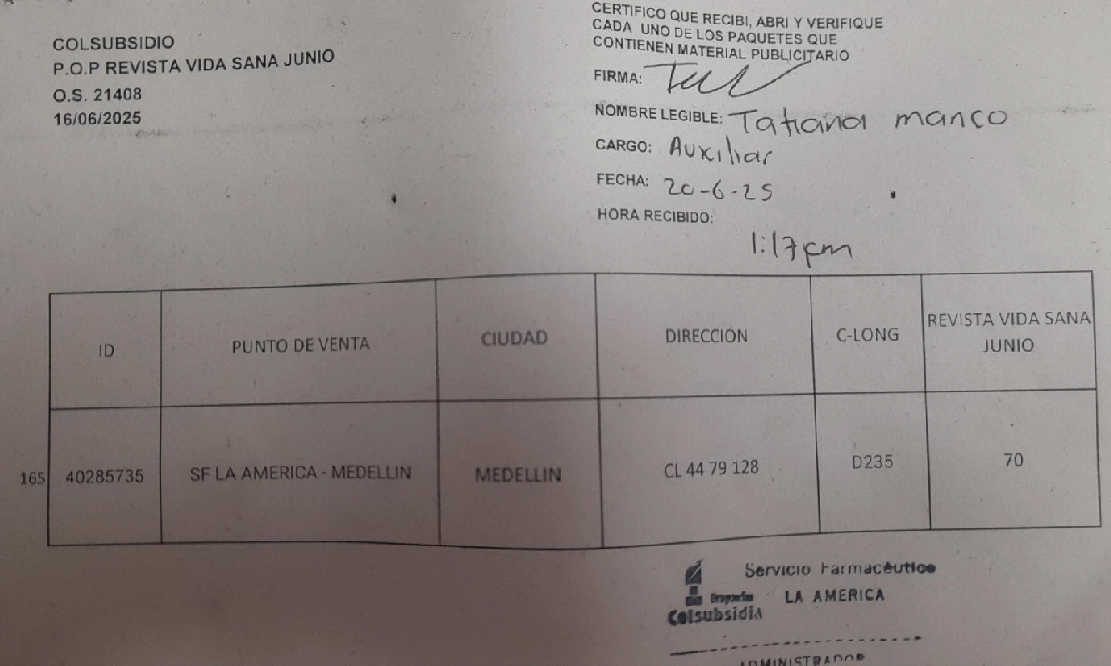 COLSUBSIDIO
P.O.P REVISTA VIDA SANA JUNIO
O.S. 21408
16/06/2025
CERTIFICO QUE RECIBI, ABRI Y VERIFIQUE
CADA UNO DE LOS PAQUETES QUE
CONTIENEN MATERIAL PUBLICITARIO
FIRMA:
NOMBRE LEGIBLE: Tatiana manco
CARGO: Auxiliar
FECHA: 20-6-25
HORA RECIBIDO:
1:17pm
ID PUNTO DE VENTA CIUDAD DIRECCION C-LONG REVISTA VIDA SANA
JUNIO
165 40285735 SF LA AMERICA - MEDELLIN MEDELLIN CL 44 79 128 D235 70
Servicio Farmacéutico
Droguerías LA AMERICA
Colsubsidio
ADMINISTRADOR